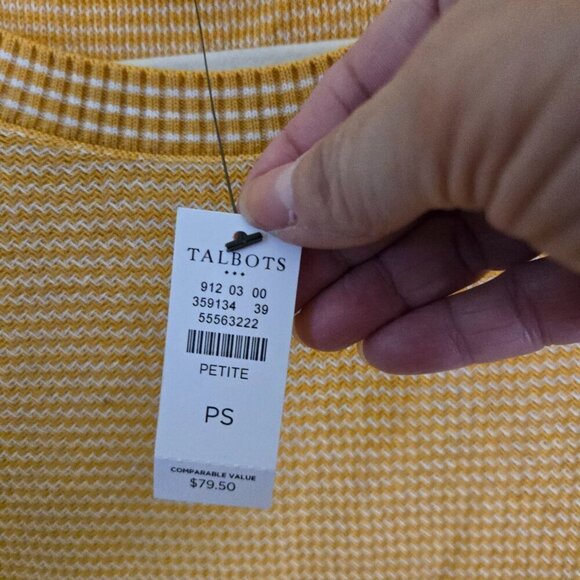 TALBOTS
912 03 00
359134 39
55563222
PETITE
PS
COMPARABLE VALUE
$79.50